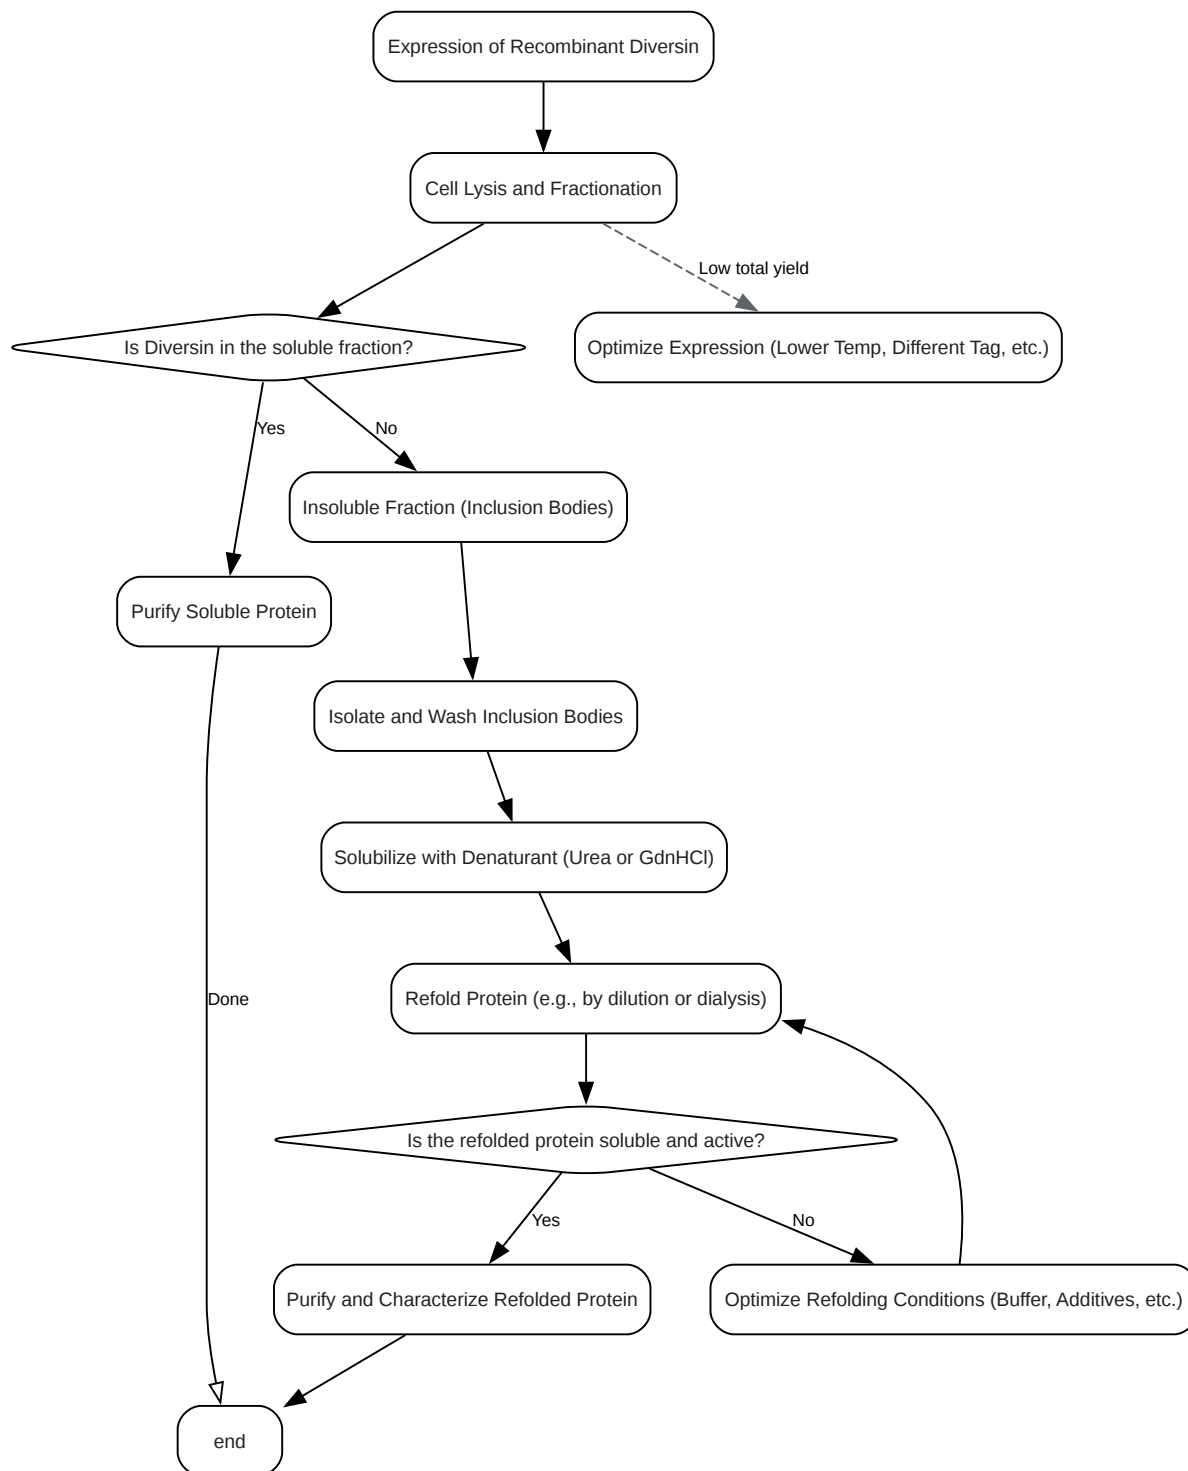 Expression of Recombinant Diversin
Cell Lysis and Fractionation
Low total yield
Is Diversin in the soluble fraction?
Optimize Expression (Lower Temp, Different Tag, etc.)
Yes
No
Insoluble Fraction (Inclusion Bodies)
Purify Soluble Protein
Isolate and Wash Inclusion Bodies
Solubilize with Denaturant (Urea or GdnHCl)
Refold Protein (e.g., by dilution or dialysis)
Done
Is the refolded protein soluble and active?
Yes
No
Purify and Characterize Refolded Protein
Optimize Refolding Conditions (Buffer, Additives, etc.)
end